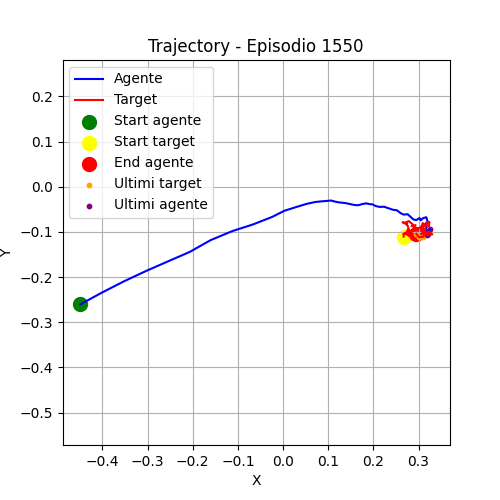 Trajectory - Episodio 1550
Agente
Target
Start agente
Start target
End agente
Ultimi target
Ultimi agente
0.2
0.1
0.0
−0.1
−0.2
−0.3
−0.4
−0.5
Y
−0.4
−0.3
−0.2
−0.1
0.0
0.1
0.2
0.3
X